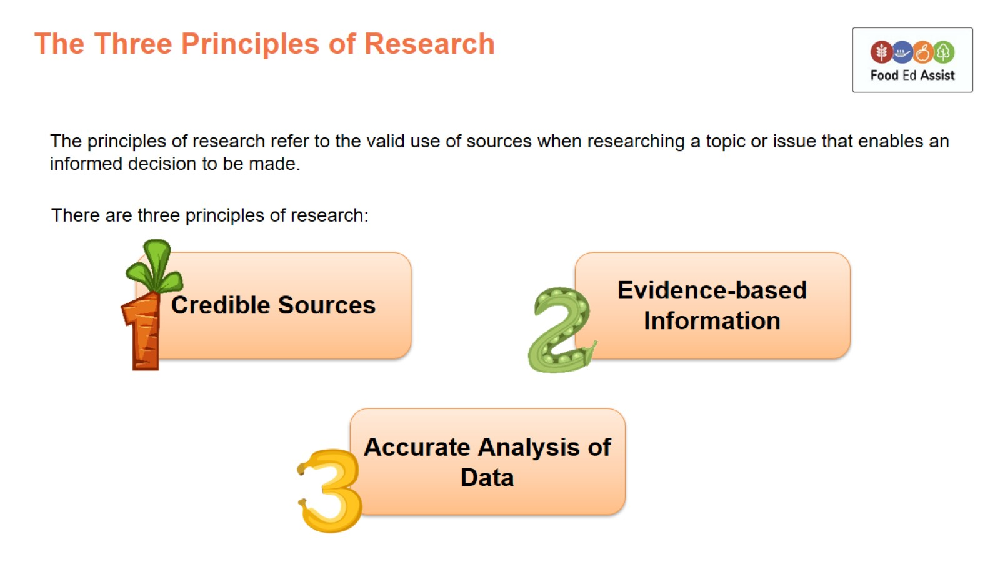 The Three Principles of Research
Food Ed Assist
The principles of research refer to the valid use of sources when researching a topic or issue that enables an
informed decision to be made.
There are three principles of research:
1
Credible Sources
2
Evidence-based
Information
3
Accurate Analysis of
Data